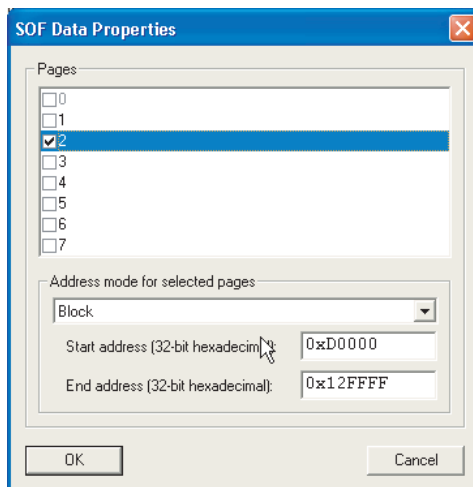 SOF Data Properties
Pages
0
1
2
3
4
5
6
7
Address mode for selected pages
Block
Start address (32-bit hexadecimal):
0xD0000
End address (32-bit hexadecimal):
0x12FFFF
OK
Cancel